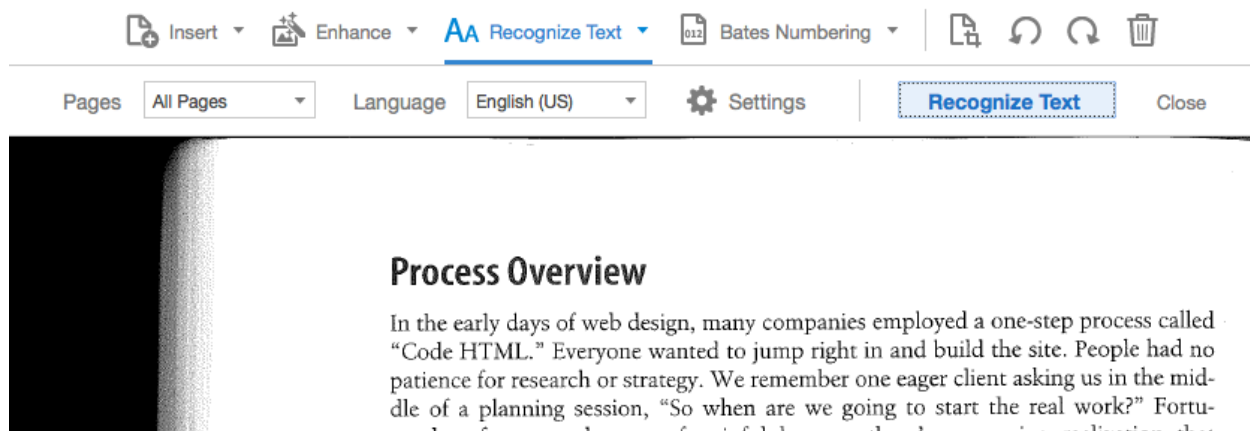 Insert Enhance AA Recognize Text 012 Bates Numbering
Pages All Pages Language English (US) Settings Recognize Text Close
Process Overview
In the early days of web design, many companies employed a one-step process called
“Code HTML.” Everyone wanted to jump right in and build the site. People had no
patience for research or strategy. We remember one eager client asking us in the mid-
dle of a planning session, “So when are we going to start the real work?” Fortu-